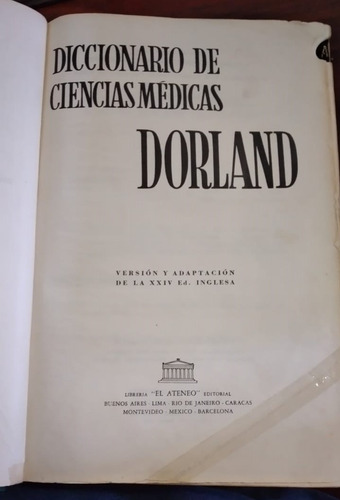 DICCIONARIO DE
CIENCIAS MÉDICAS
DORLAND
VERSIÓN Y ADAPTACIÓN
DE LA XXIV Ed. INGLESA
LIBRERIA "EL ATENEO" EDITORIAL
BUENOS AIRES - LIMA - RIO DE JANEIRO - CARACAS
MONTEVIDEO - MEXICO - BARCELONA